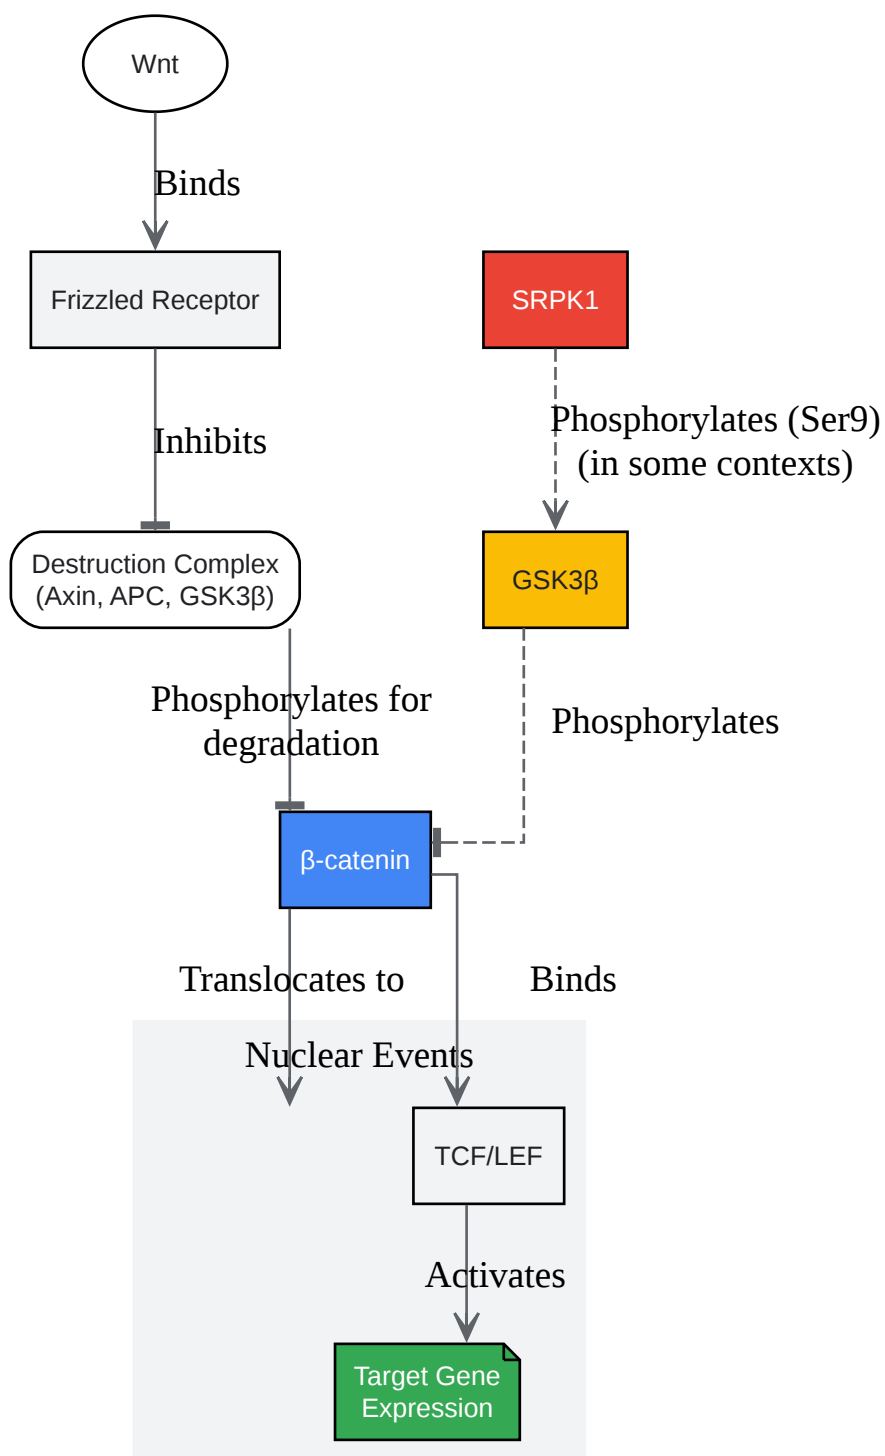 Wnt
Binds
Frizzled Receptor
SRPK1
Inhibits
Phosphorylates (Ser9)
(in some contexts)
Destruction Complex
(Axin, APC, GSK3β)
GSK3β
Phosphorylates for
degradation
Phosphorylates
β-catenin
Translocates to
Binds
Nuclear Events
TCF/LEF
Activates
Target Gene
Expression